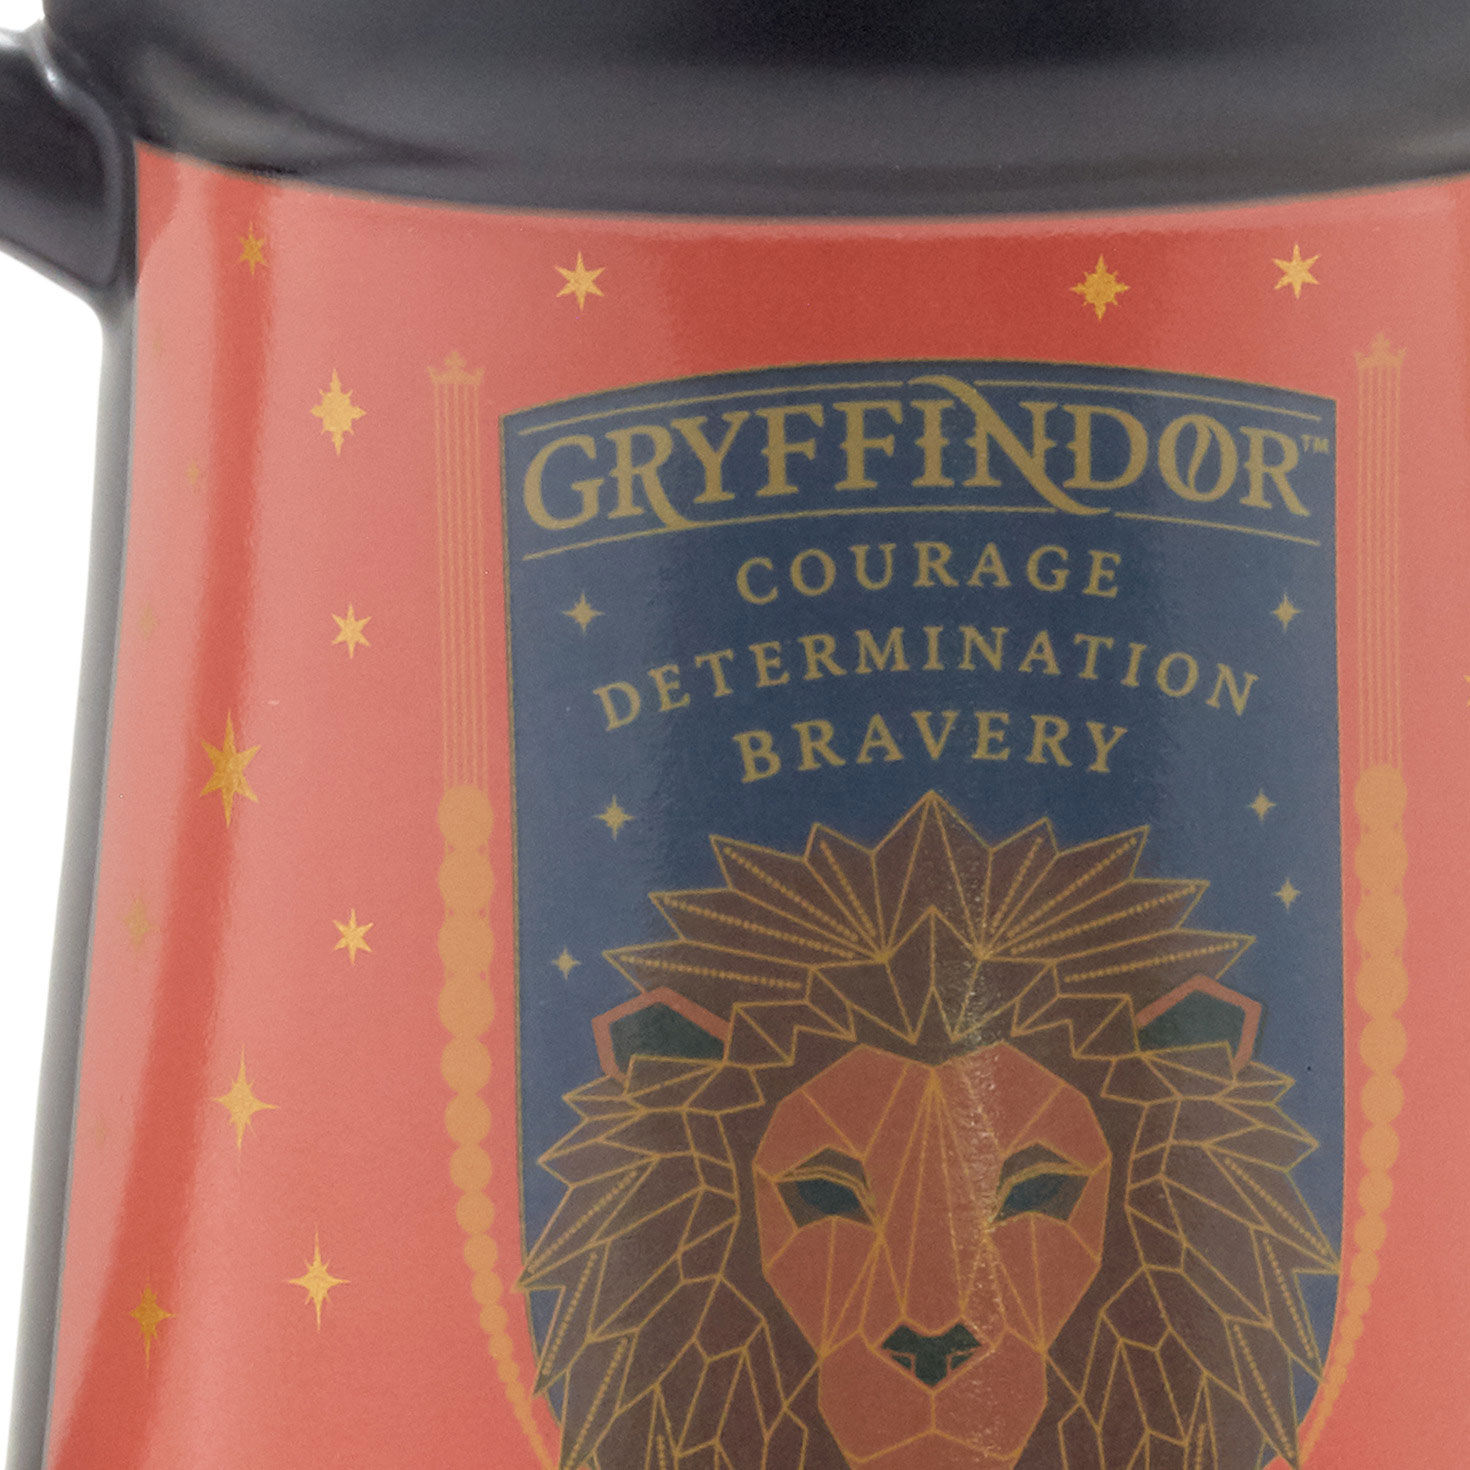 GRYFFINDOR™
COURAGE
DETERMINATION
BRAVERY